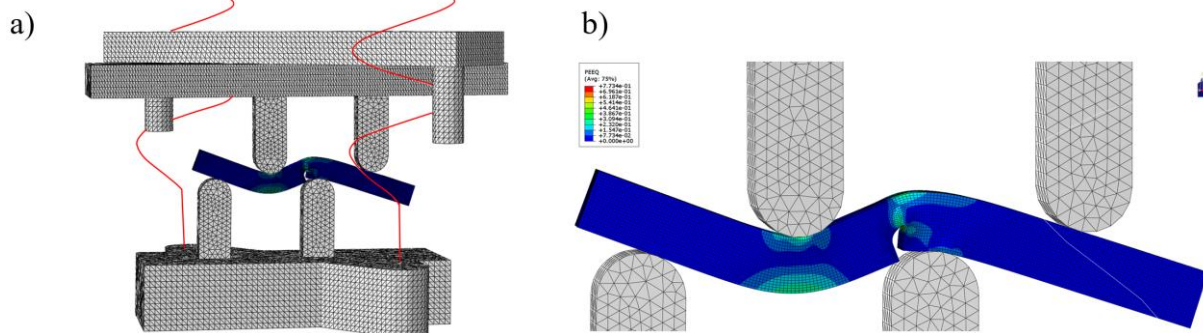 a)
b)
PEEQ
(Avg: 75%)
+7.734e-01
+6.961e-01
+6.187e-01
+5.414e-01
+4.641e-01
+3.867e-01
+3.094e-01
+2.320e-01
+1.547e-01
+7.734e-02
+0.000e+00